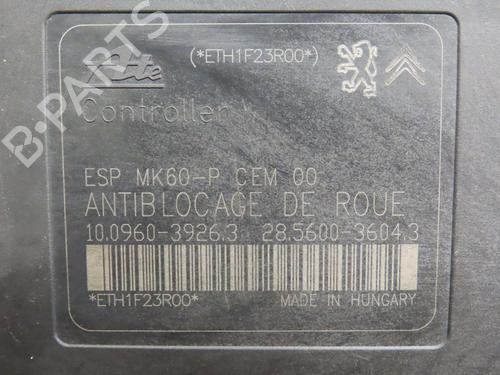 B-PARTS
Ate (*ETH1F23R00*)
Controller
ESP MK60-P CEM 00
ANTIBLOCAGE DE ROUE
10.0960-3926.3 28.5600-3604.3
*ETH1F23R00* MADE IN HUNGARY